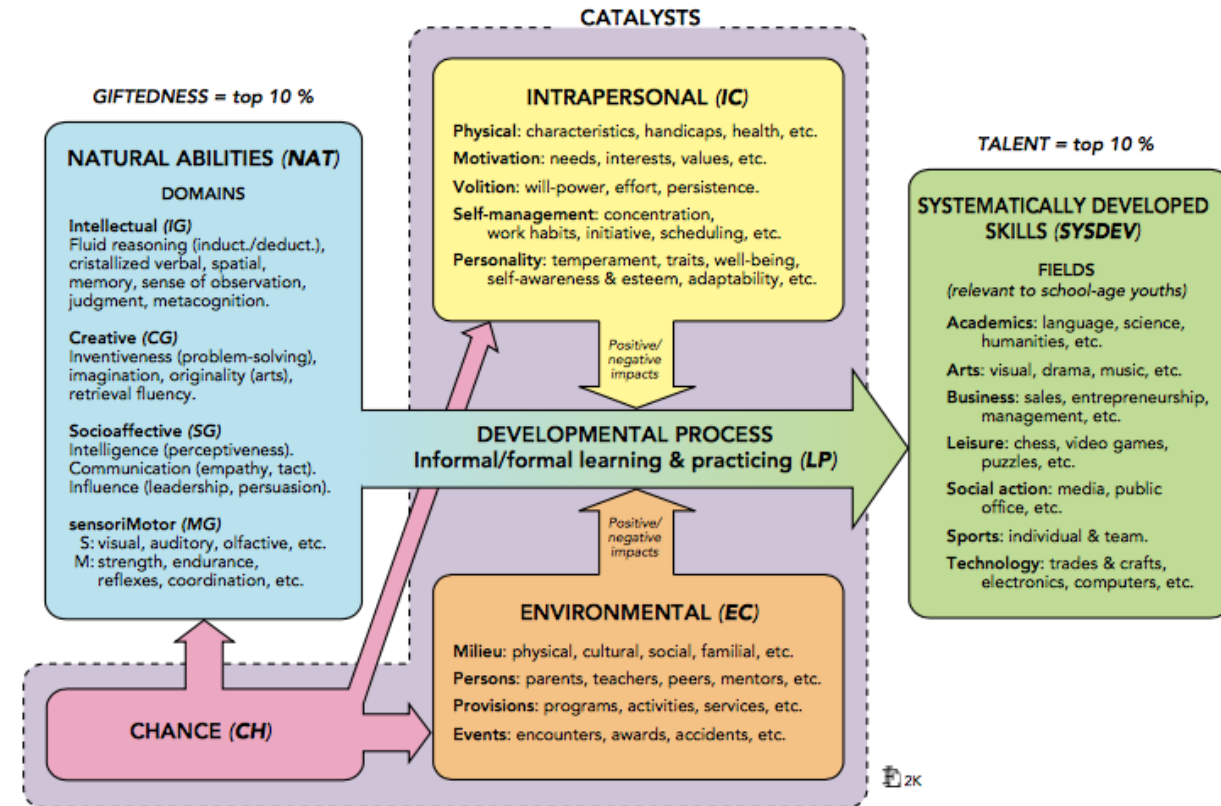 CATALYSTS
GIFTEDNESS = top 10 %
NATURAL ABILITIES (NAT)
DOMAINS
Intellectual (IG)
Fluid reasoning (induct./deduct.),
cristallized verbal, spatial,
memory, sense of observation,
judgment, metacognition.
Creative (CG)
Inventiveness (problem-solving),
imagination, originality (arts),
retrieval fluency.
Socioaffective (SG)
Intelligence (perceptiveness).
Communication (empathy, tact).
Influence (leadership, persuasion).
sensoriMotor (MG)
S: visual, auditory, olfactive, etc.
M: strength, endurance,
reflexes, coordination, etc.
INTRAPERSONAL (IC)
Physical: characteristics, handicaps, health, etc.
Motivation: needs, interests, values, etc.
Volition: will-power, effort, persistence.
Self-management: concentration,
work habits, initiative, scheduling, etc.
Personality: temperament, traits, well-being,
self-awareness & esteem, adaptability, etc.
Positive/
negative
impacts
DEVELOPMENTAL PROCESS
Informal/formal learning & practicing (LP)
Positive/
negative
impacts
ENVIRONMENTAL (EC)
Milieu: physical, cultural, social, familial, etc.
Persons: parents, teachers, peers, mentors, etc.
Provisions: programs, activities, services, etc.
Events: encounters, awards, accidents, etc.
CHANCE (CH)
TALENT = top 10 %
SYSTEMATICALLY DEVELOPED
SKILLS (SYSDEV)
FIELDS
(relevant to school-age youths)
Academics: language, science,
humanities, etc.
Arts: visual, drama, music, etc.
Business: sales, entrepreneurship,
management, etc.
Leisure: chess, video games,
puzzles, etc.
Social action: media, public
office, etc.
Sports: individual & team.
Technology: trades & crafts,
electronics, computers, etc.
2K